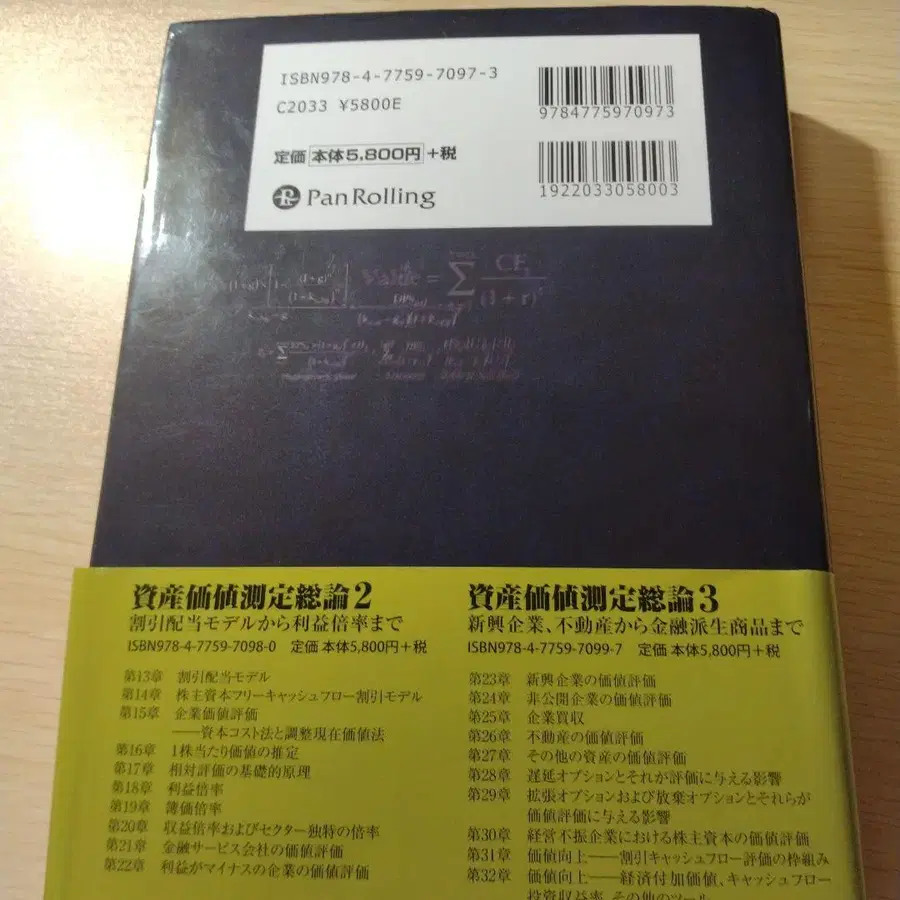 ISBN978-4-7759-7097-3
C2033 ¥5800E
定価 本体5,800円 +税
PanRolling
9784775970973
1922033058003
Value = Σ CFt
(1+r)t
資産価値測定総論2
割引配当モデルから利益倍率まで
ISBN978-4-7759-7098-0 定価 本体5,800円+税
第13章 割引配当モデル
第14章 株主資本フリーキャッシュフロー割引モデル
第15章 企業価値評価
――資本コスト法と調整現在価値法
第16章 1株当たり価値の推定
第17章 相対評価の基礎的原理
第18章 利益倍率
第19章 簿価倍率
第20章 収益倍率およびセクター独特の倍率
第21章 金融サービス会社の価値評価
第22章 利益がマイナスの企業の価値評価
資産価値測定総論3
新興企業、不動産から金融派生商品まで
ISBN978-4-7759-7099-7 定価 本体5,800円+税
第23章 新興企業の価値評価
第24章 非公開企業の価値評価
第25章 企業買収
第26章 不動産の価値評価
第27章 その他の資産の価値評価
第28章 遅延オプションとそれが評価に与える影響
第29章 拡張オプションおよび放棄オプションとそれらが
価値評価に与える影響
第30章 経営不振企業における株主資本の価値評価
第31章 価値向上――割引キャッシュフロー評価の枠組み
第32章 価値向上――経済付加価値、キャッシュフロー
投資収益率、その他のツール